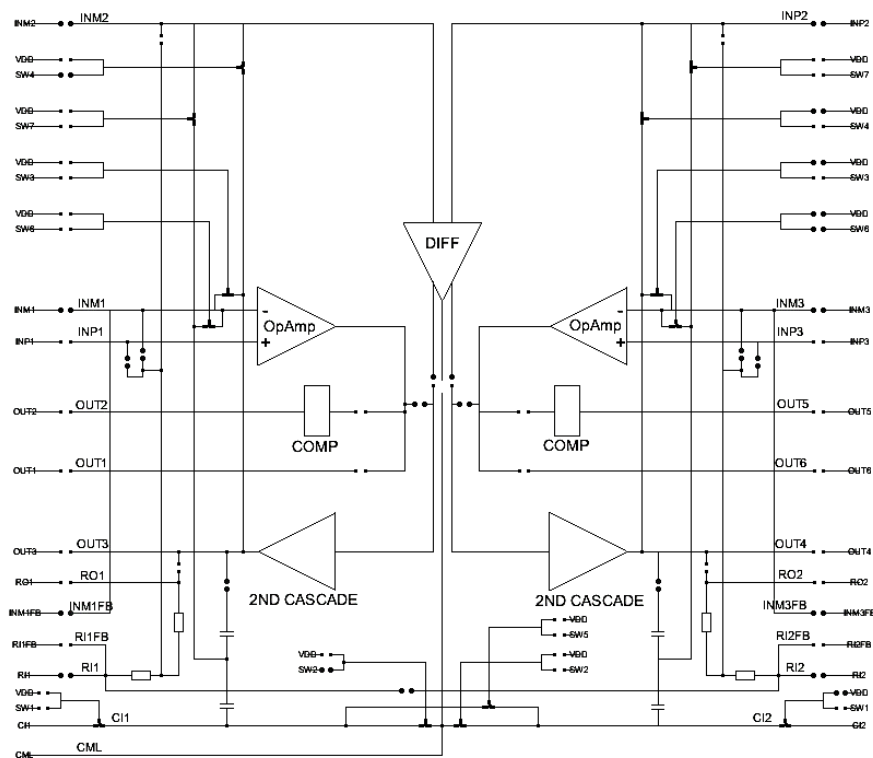 INM2 INM2 INP2 INP2
VDD VDD
SW4 SW7
VDD VDD
SW7 SW4
VDD VDD
SW3 SW3
VDD VDD
SW6 SW6
DIFF
INM1 INM1 - - INM3 INM3
OpAmp OpAmp
INP1 INP1 + + INP3 INP3
OUT2 OUT2 OUT5 OUT5
COMP COMP
OUT1 OUT1 OUT6 OUT6
OUT3 OUT3 OUT4 OUT4
RO1 RO1 RO2 RO2
2ND CASCADE 2ND CASCADE
INM1FB INM1FB INM3FB INM3FB
VDD
SW5
RI1FB RI1FB RI2FB RI2FB
VDD VDD
RI1 RI1 SW2 SW2 RI2 RI2
VDD VDD
SW1 SW1
CI1 CI1 CI2 CI2
CML CML